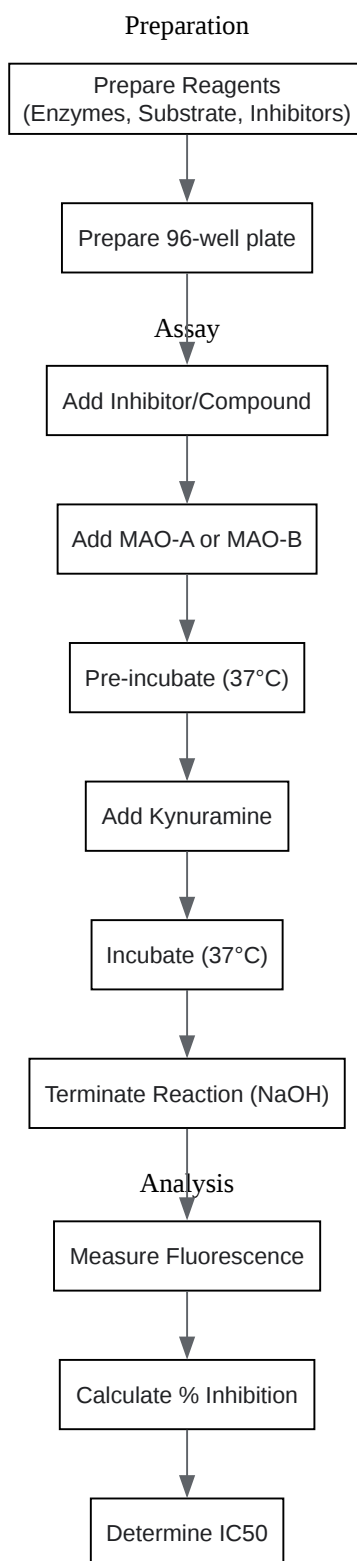 Preparation
Prepare Reagents
(Enzymes, Substrate, Inhibitors)
Prepare 96-well plate
Assay
Add Inhibitor/Compound
Add MAO-A or MAO-B
Pre-incubate (37°C)
Add Kynuramine
Incubate (37°C)
Terminate Reaction (NaOH)
Analysis
Measure Fluorescence
Calculate % Inhibition
Determine IC50